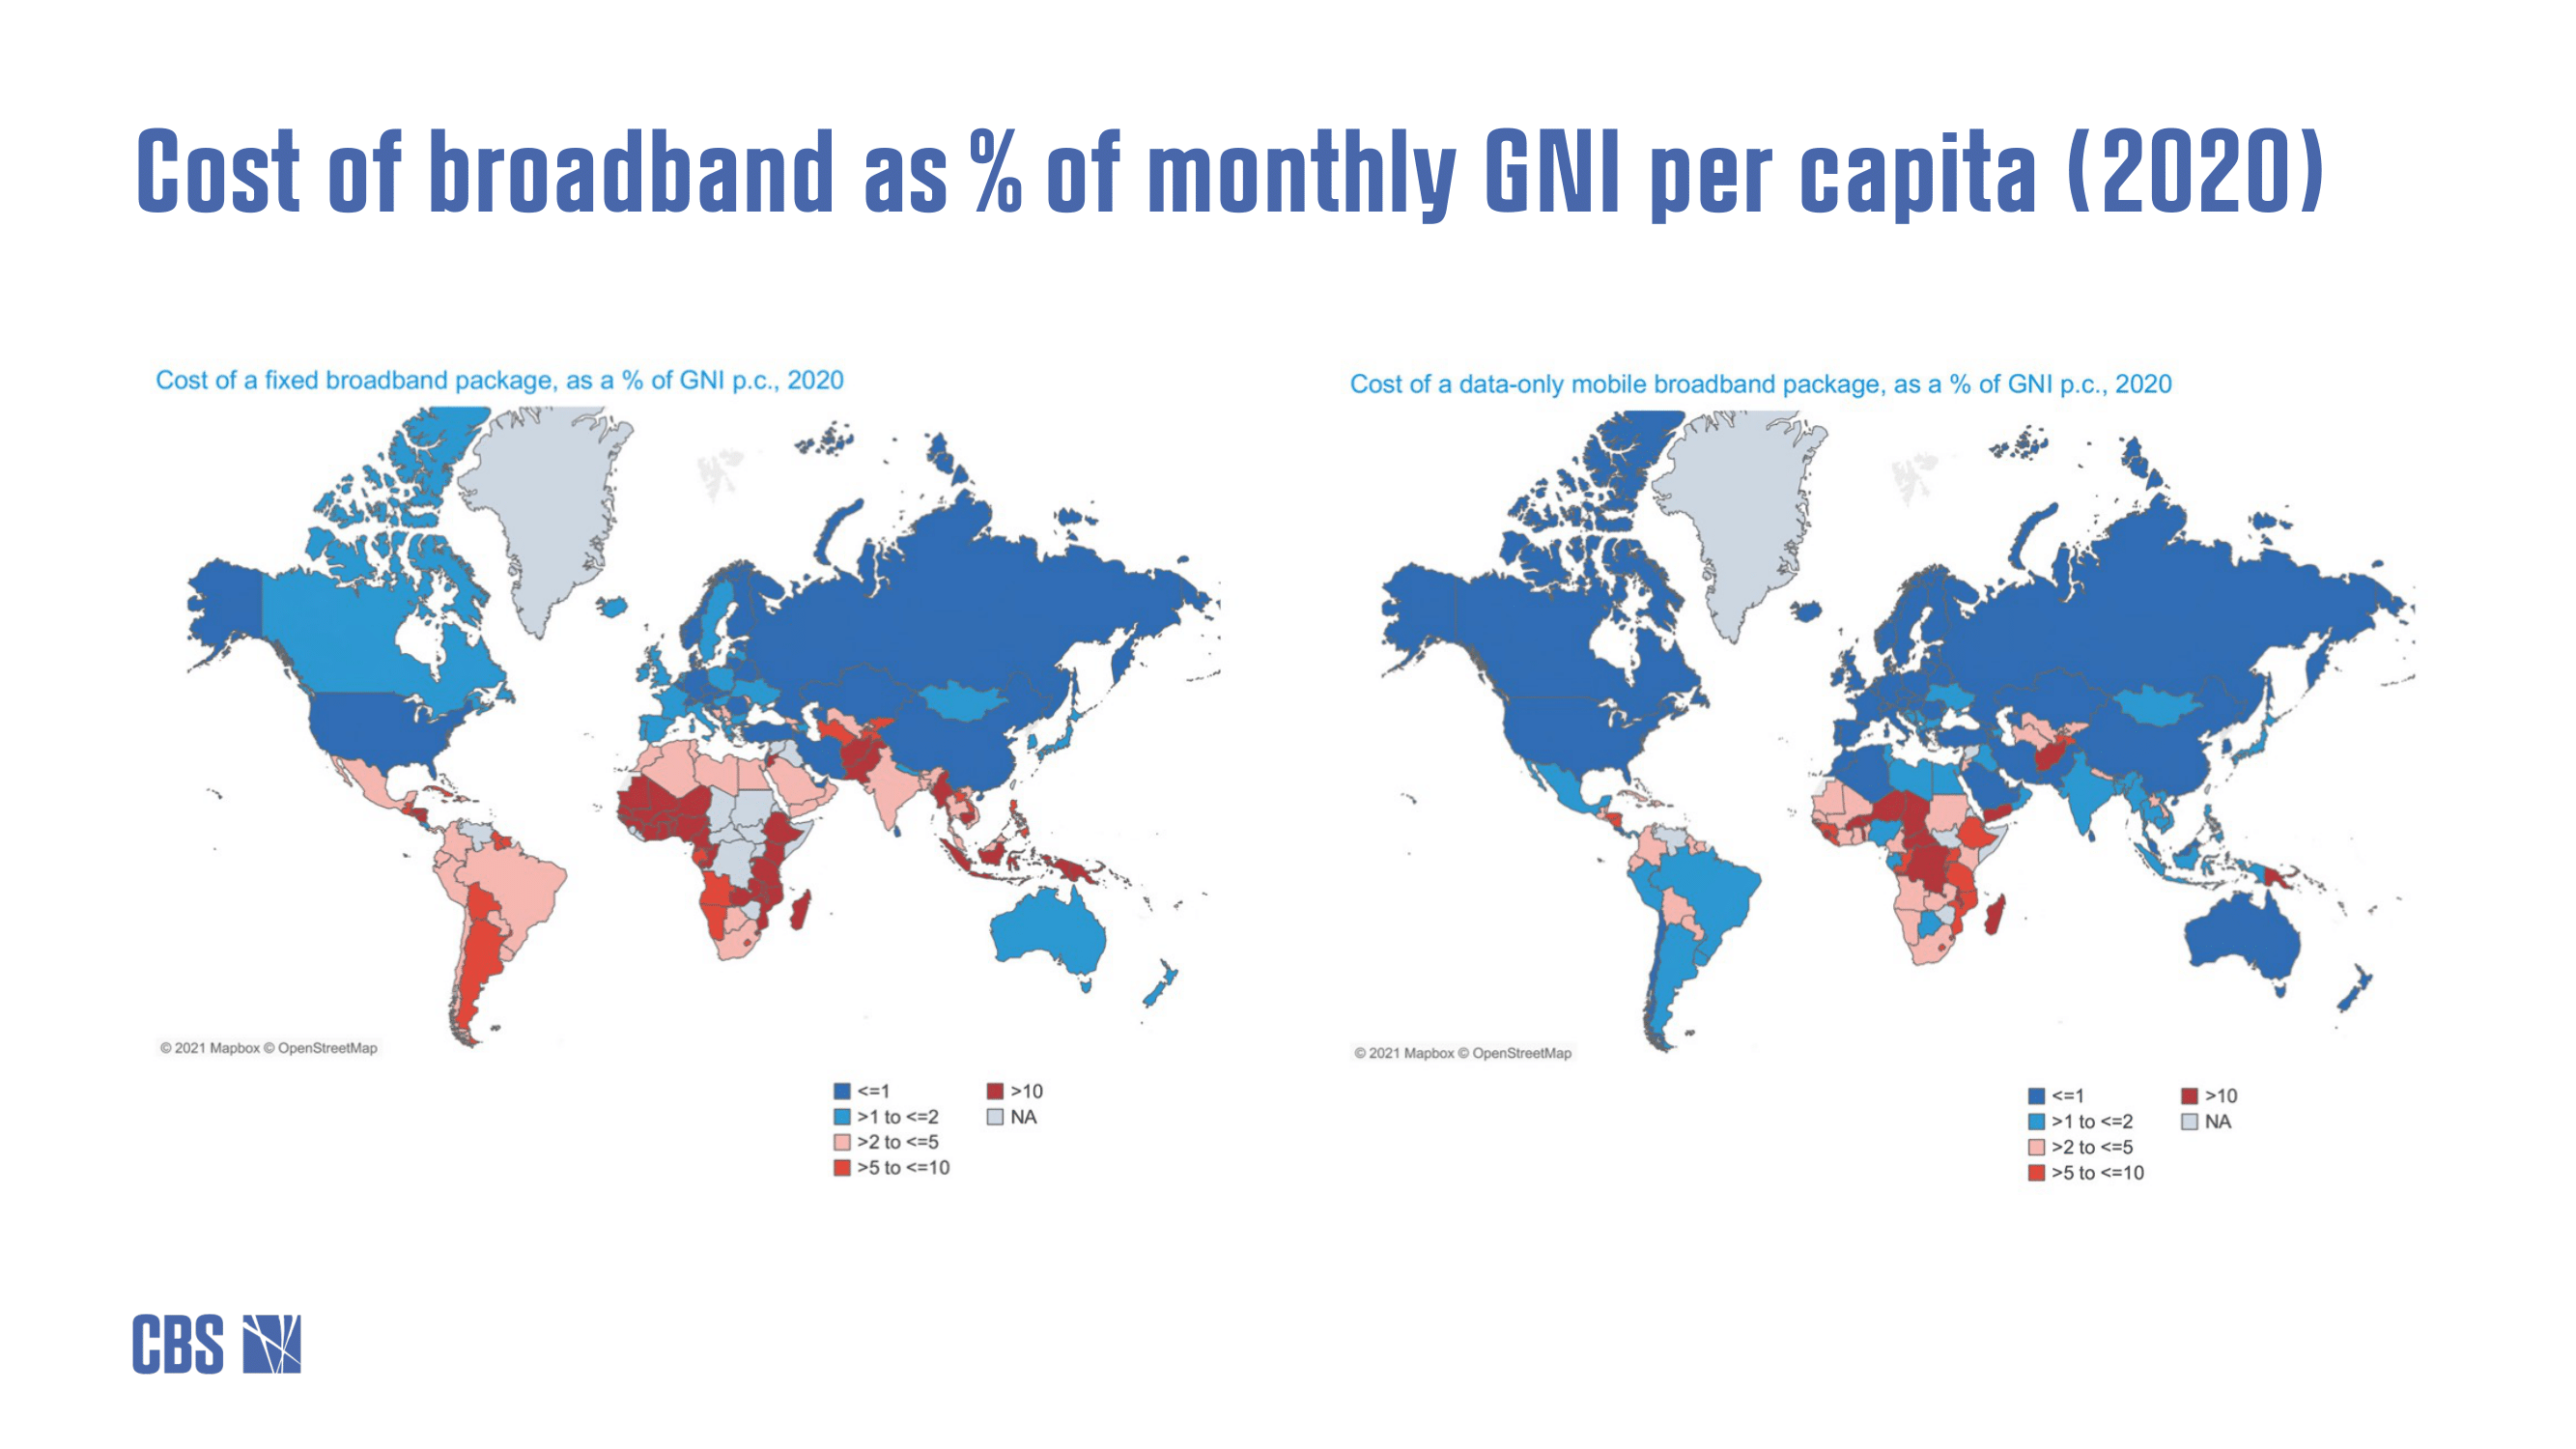 Cost of broadband as % of monthly GNI per capita (2020)
Cost of a fixed broadband package, as a % of GNI p.c., 2020
© 2021 Mapbox © OpenStreetMap
<=1
>1 to <=2
>2 to <=5
>5 to <=10
>10
NA
Cost of a data-only mobile broadband package, as a % of GNI p.c., 2020
© 2021 Mapbox © OpenStreetMap
<=1
>1 to <=2
>2 to <=5
>5 to <=10
>10
NA
CBS